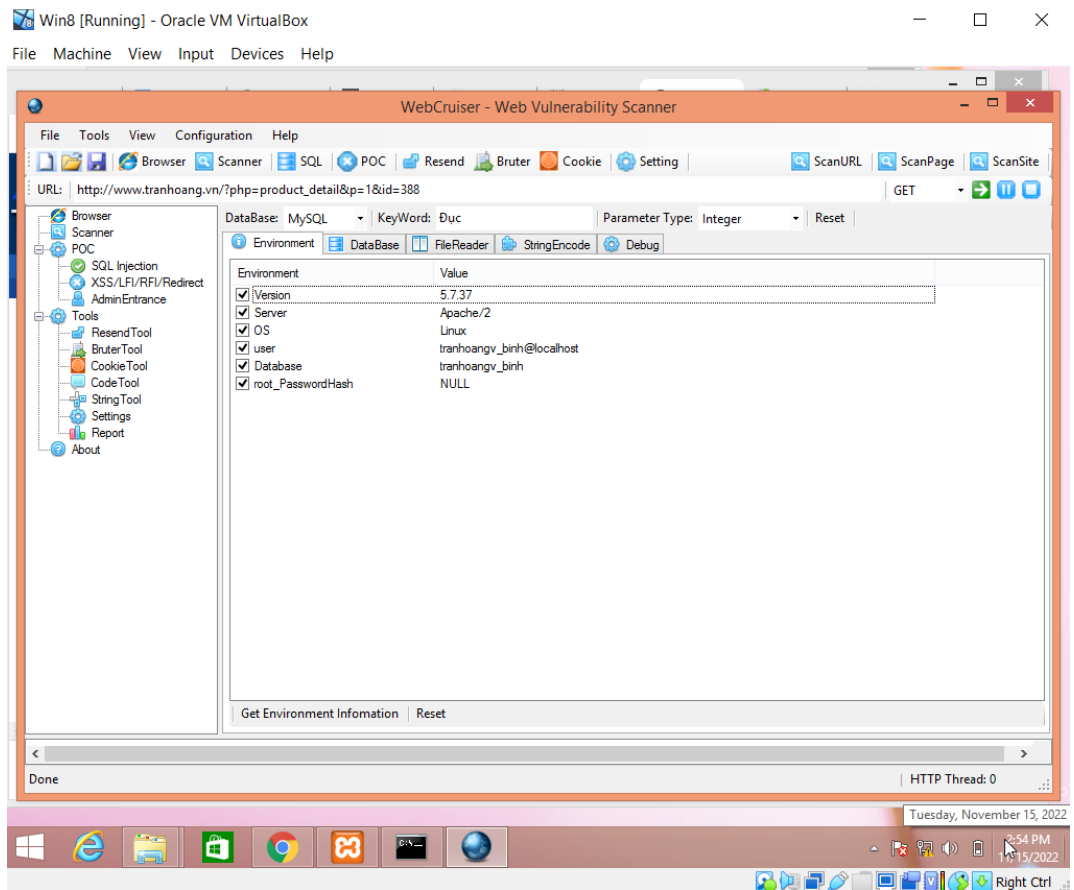 Win8 [Running] - Oracle VM VirtualBox
File Machine View Input Devices Help
WebCruiser - Web Vulnerability Scanner
File Tools View Configuration Help
Browser Scanner SQL POC Resend Bruter Cookie Setting ScanURL ScanPage ScanSite
URL: http://www.tranhoang.vn/?php=product_detail&p=1&id=388 GET
Browser
Scanner
POC
SQL Injection
XSS/LFI/RFI/Redirect
AdminEntrance
Tools
ResendTool
BruterTool
CookieTool
CodeTool
StringTool
Settings
Report
About
DataBase: MySQL KeyWord: Đục Parameter Type: Integer Reset
Environment DataBase FileReader StringEncode Debug
Environment Value
Version 5.7.37
Server Apache/2
OS Linux
user tranhoangv_binh@localhost
Database tranhoangv_binh
root_PasswordHash NULL
Get Environment Infomation Reset
Done HTTP Thread: 0
Tuesday, November 15, 2022
2:54 PM
11/15/2022
Right Ctrl